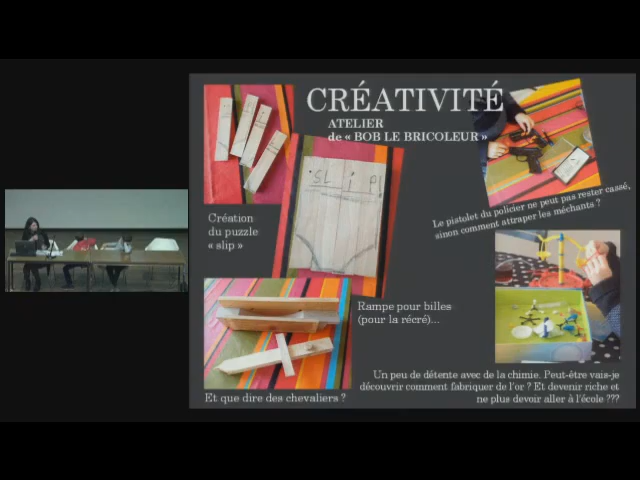 CRÉATIVITÉ
ATELIER
de « BOB LE BRICOLEUR »
Le pistolet du policier ne peut pas rester cassé,
sinon comment attraper les méchants ?
Création
du puzzle
« slip »
Rampe pour billes
(pour la récré)...
Et que dire des chevaliers ?
Un peu de détente avec de la chimie. Peut-être vais-je
découvrir comment fabriquer de l'or ? Et devenir riche et
ne plus devoir aller à l'école ???